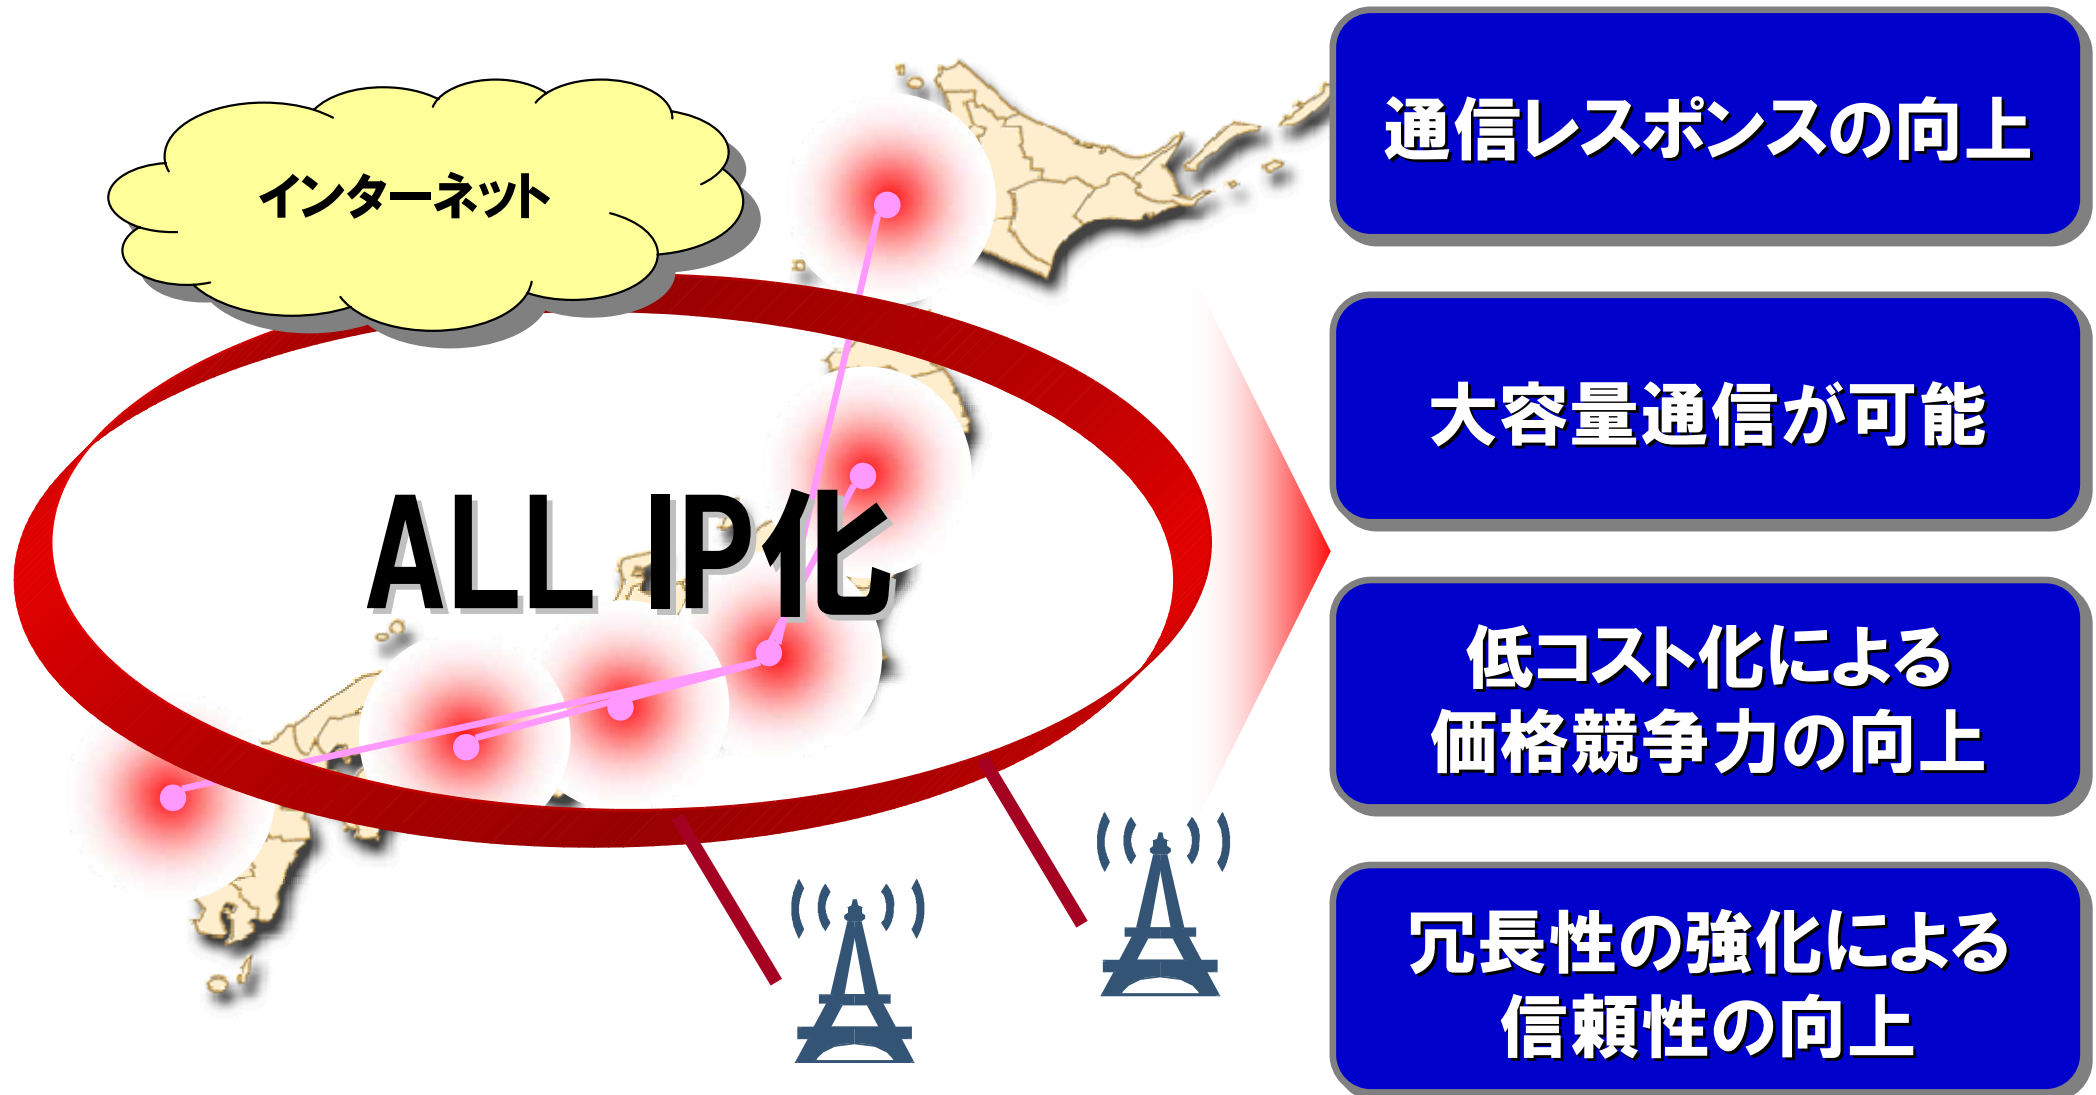 インターネット
ALL IP化
通信レスポンスの向上
大容量通信が可能
低コスト化による
価格競争力の向上
冗長性の強化による
信頼性の向上